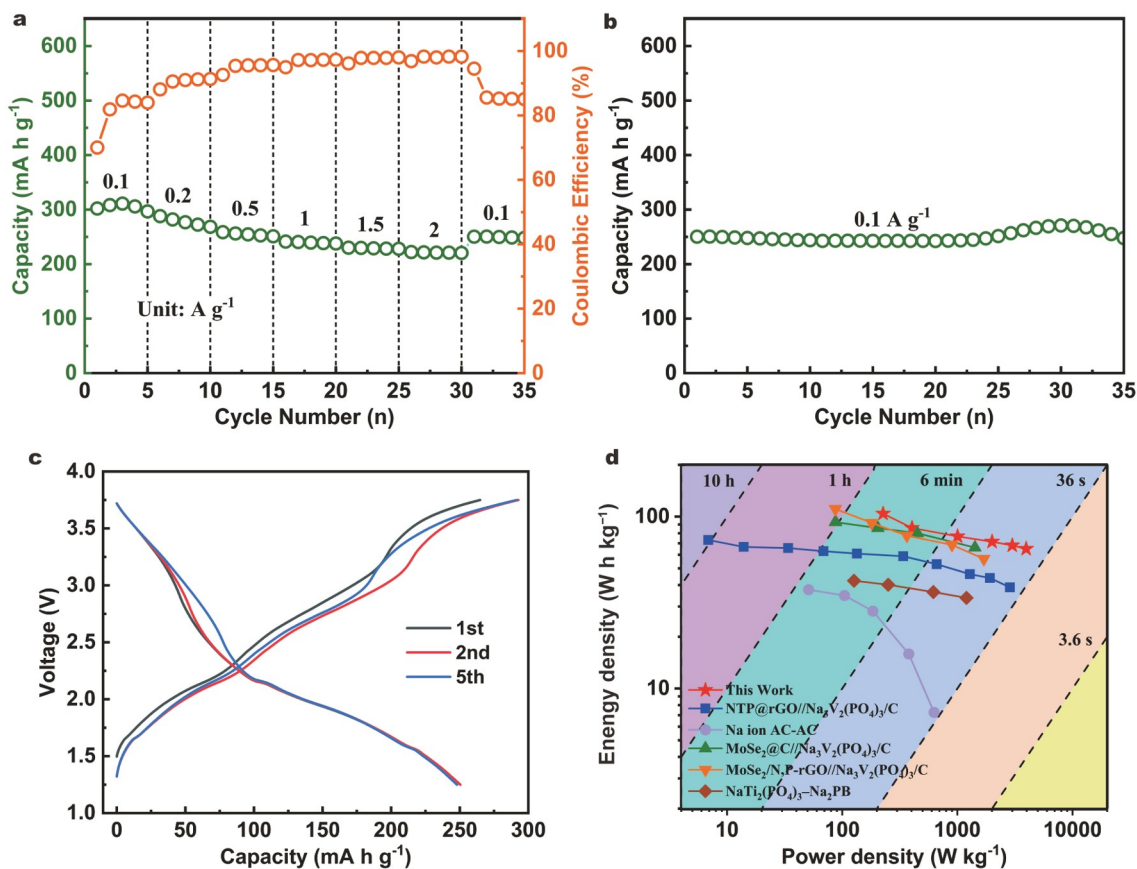 a
Capacity (mA h g⁻¹)
600
500
400
300
200
100
0
0.1
0.2
0.5
1
1.5
2
0.1
Unit: A g⁻¹
0 5 10 15 20 25 30 35
Cycle Number (n)
100
80
60
40
20
0
Coulombic Efficiency (%)
b
Capacity (mA h g⁻¹)
600
500
400
300
200
100
0
0.1 A g⁻¹
0 5 10 15 20 25 30 35
Cycle Number (n)
c
Voltage (V)
4.0
3.5
3.0
2.5
2.0
1.5
1.0
1st
2nd
5th
0 50 100 150 200 250 300
Capacity (mA h g⁻¹)
d
Energy density (W h kg⁻¹)
100
10
10 h
1 h
6 min
36 s
3.6 s
This Work
NTP@rGO//Na₃V₂(PO₄)₃/C
Na ion AC-AC
MoSe₂@C//Na₃V₂(PO₄)₃/C
MoSe₂/N,P-rGO//Na₃V₂(PO₄)₃/C
NaTi₂(PO₄)₃–Na₂PB
10 100 1000 10000
Power density (W kg⁻¹)